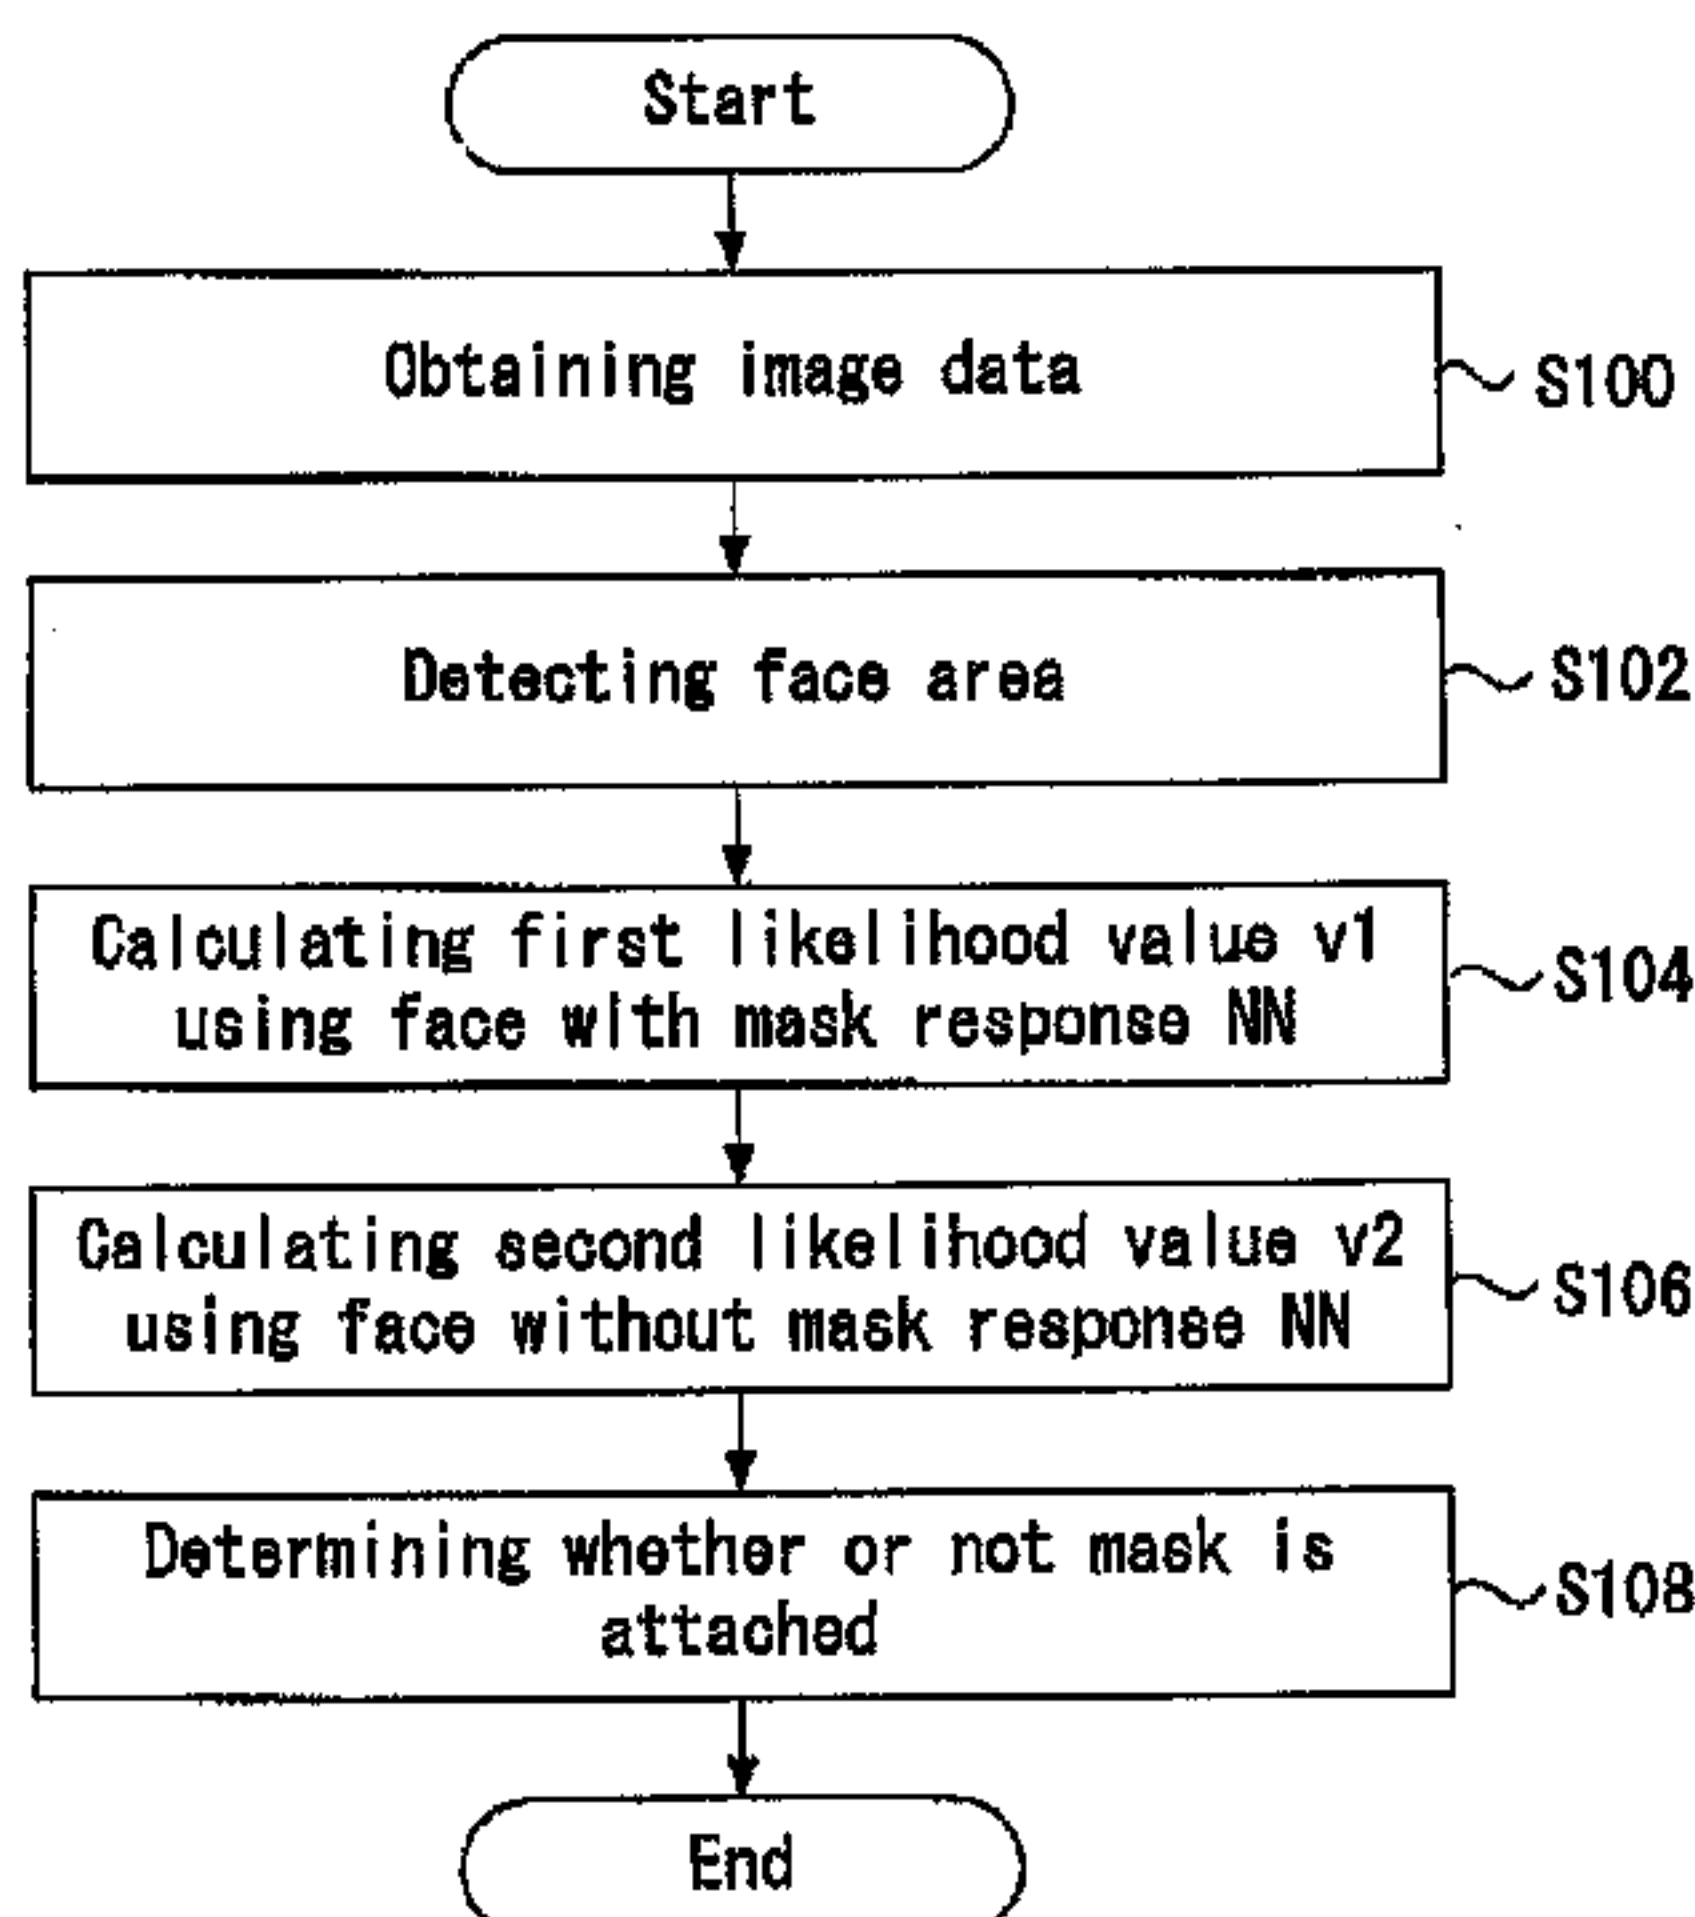 Start
Obtaining image data
S100
Detecting face area
S102
Calculating first likelihood value v1
using face with mask response NN
S104
Calculating second likelihood value v2
using face without mask response NN
S106
Determining whether or not mask is
attached
S108
End